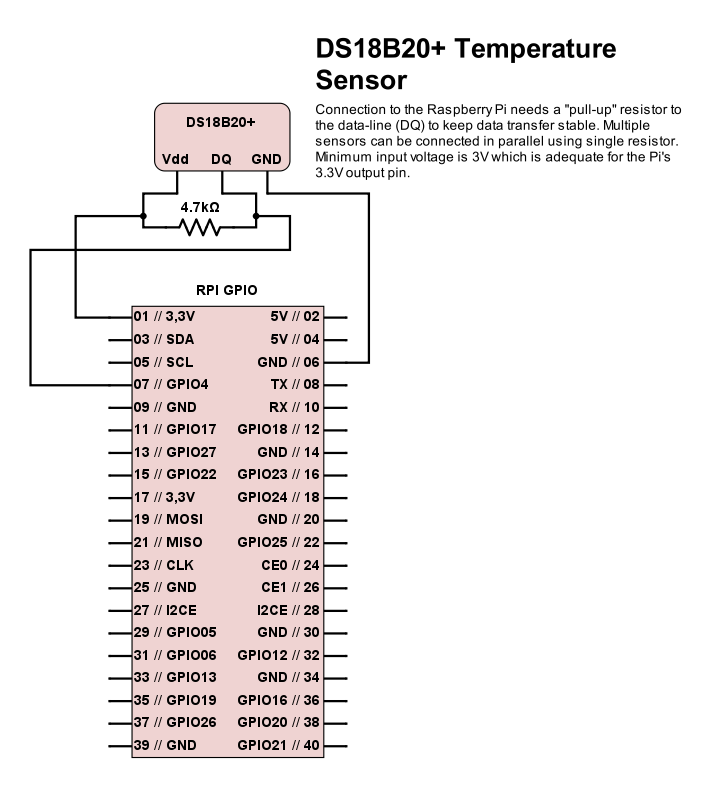 DS18B20+ Temperature
Sensor
Connection to the Raspberry Pi needs a "pull-up" resistor to
the data-line (DQ) to keep data transfer stable. Multiple
sensors can be connected in parallel using single resistor.
Minimum input voltage is 3V which is adequate for the Pi's
3.3V output pin.
DS18B20+
Vdd DQ GND
4.7kΩ
RPI GPIO
01 // 3,3V 5V // 02
03 // SDA 5V // 04
05 // SCL GND // 06
07 // GPIO4 TX // 08
09 // GND RX // 10
11 // GPIO17 GPIO18 // 12
13 // GPIO27 GND // 14
15 // GPIO22 GPIO23 // 16
17 // 3,3V GPIO24 // 18
19 // MOSI GND // 20
21 // MISO GPIO25 // 22
23 // CLK CE0 // 24
25 // GND CE1 // 26
27 // I2CE I2CE // 28
29 // GPIO05 GND // 30
31 // GPIO06 GPIO12 // 32
33 // GPIO13 GND // 34
35 // GPIO19 GPIO16 // 36
37 // GPIO26 GPIO20 // 38
39 // GND GPIO21 // 40